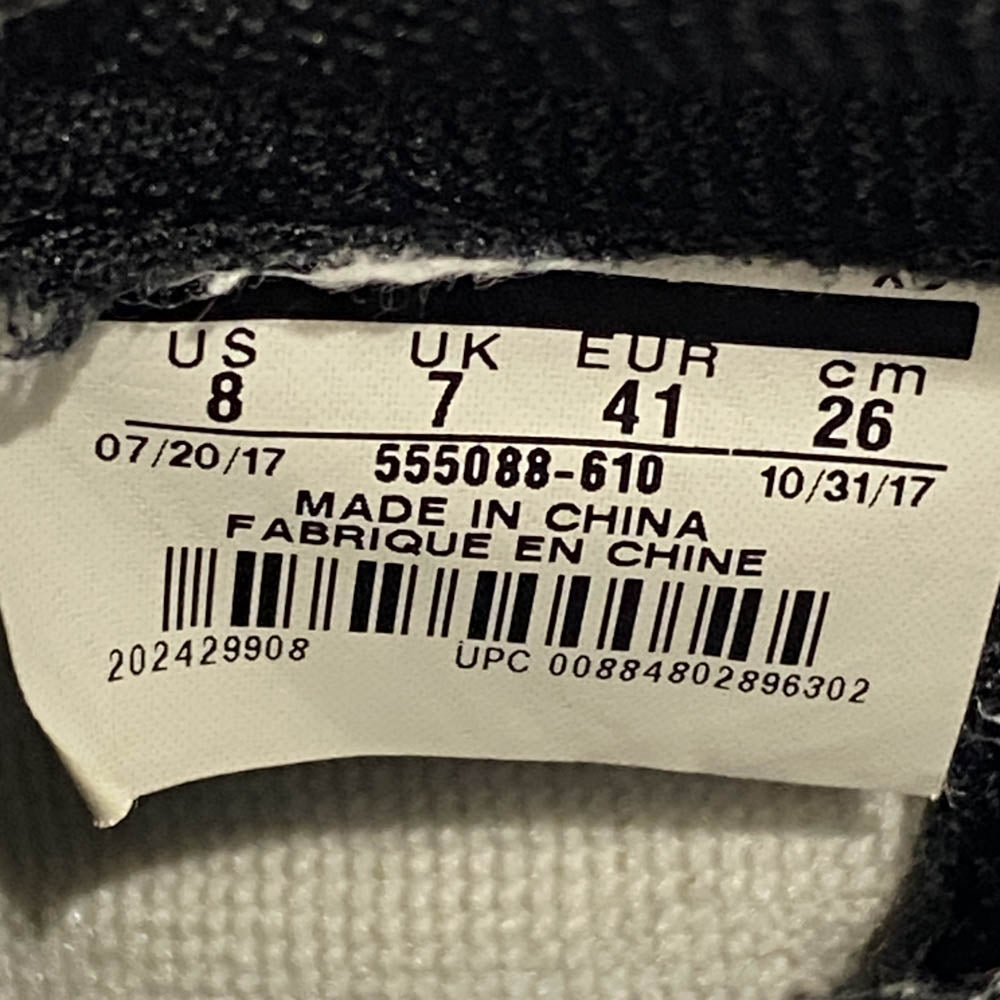 US UK EUR cm
8 7 41 26
07/20/17 555088-610 10/31/17
MADE IN CHINA
FABRIQUE EN CHINE
202429908 UPC 00884802896302